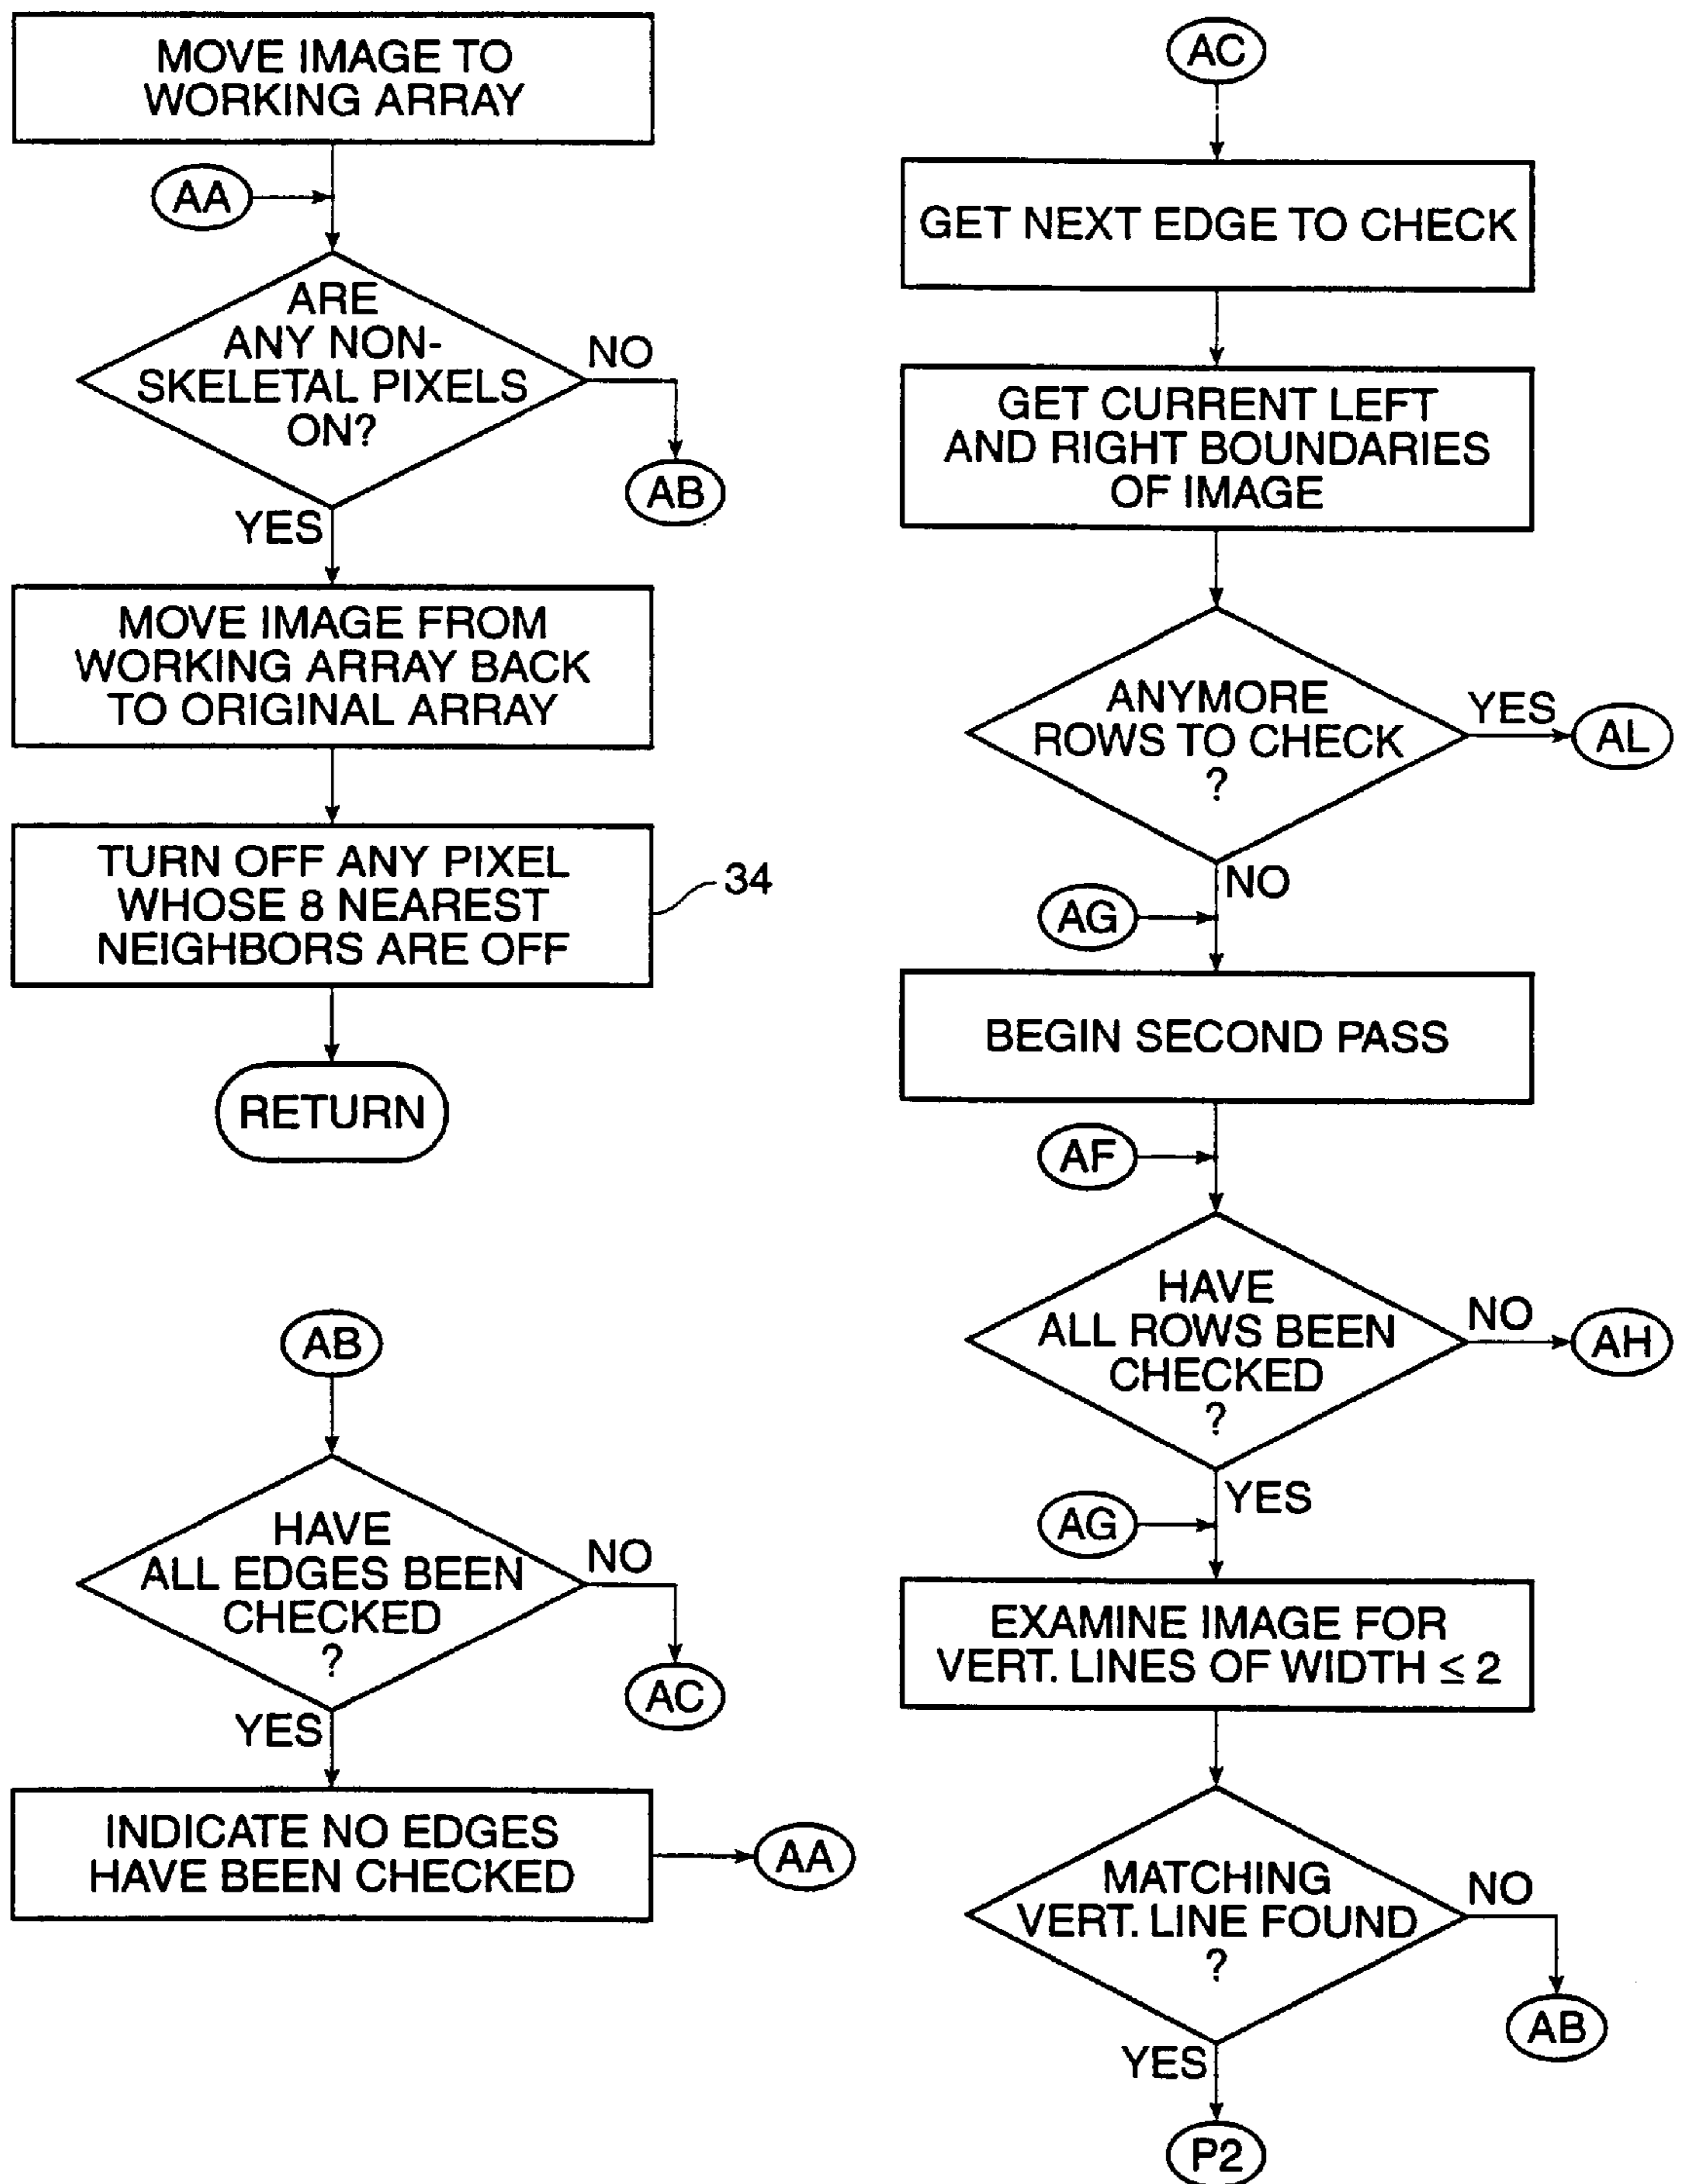 MOVE IMAGE TO
WORKING ARRAY
AA
ARE
ANY NON-
SKELETAL PIXELS
ON?
NO
AB
YES
MOVE IMAGE FROM
WORKING ARRAY BACK
TO ORIGINAL ARRAY
TURN OFF ANY PIXEL
WHOSE 8 NEAREST
NEIGHBORS ARE OFF
34
RETURN
AB
HAVE
ALL EDGES BEEN
CHECKED
?
NO
AC
YES
INDICATE NO EDGES
HAVE BEEN CHECKED
AA
AC
GET NEXT EDGE TO CHECK
GET CURRENT LEFT
AND RIGHT BOUNDARIES
OF IMAGE
ANYMORE
ROWS TO CHECK
?
YES
AL
NO
AG
BEGIN SECOND PASS
AF
HAVE
ALL ROWS BEEN
CHECKED
?
NO
AH
YES
AG
EXAMINE IMAGE FOR
VERT. LINES OF WIDTH ≤ 2
MATCHING
VERT. LINE FOUND
?
NO
AB
YES
P2